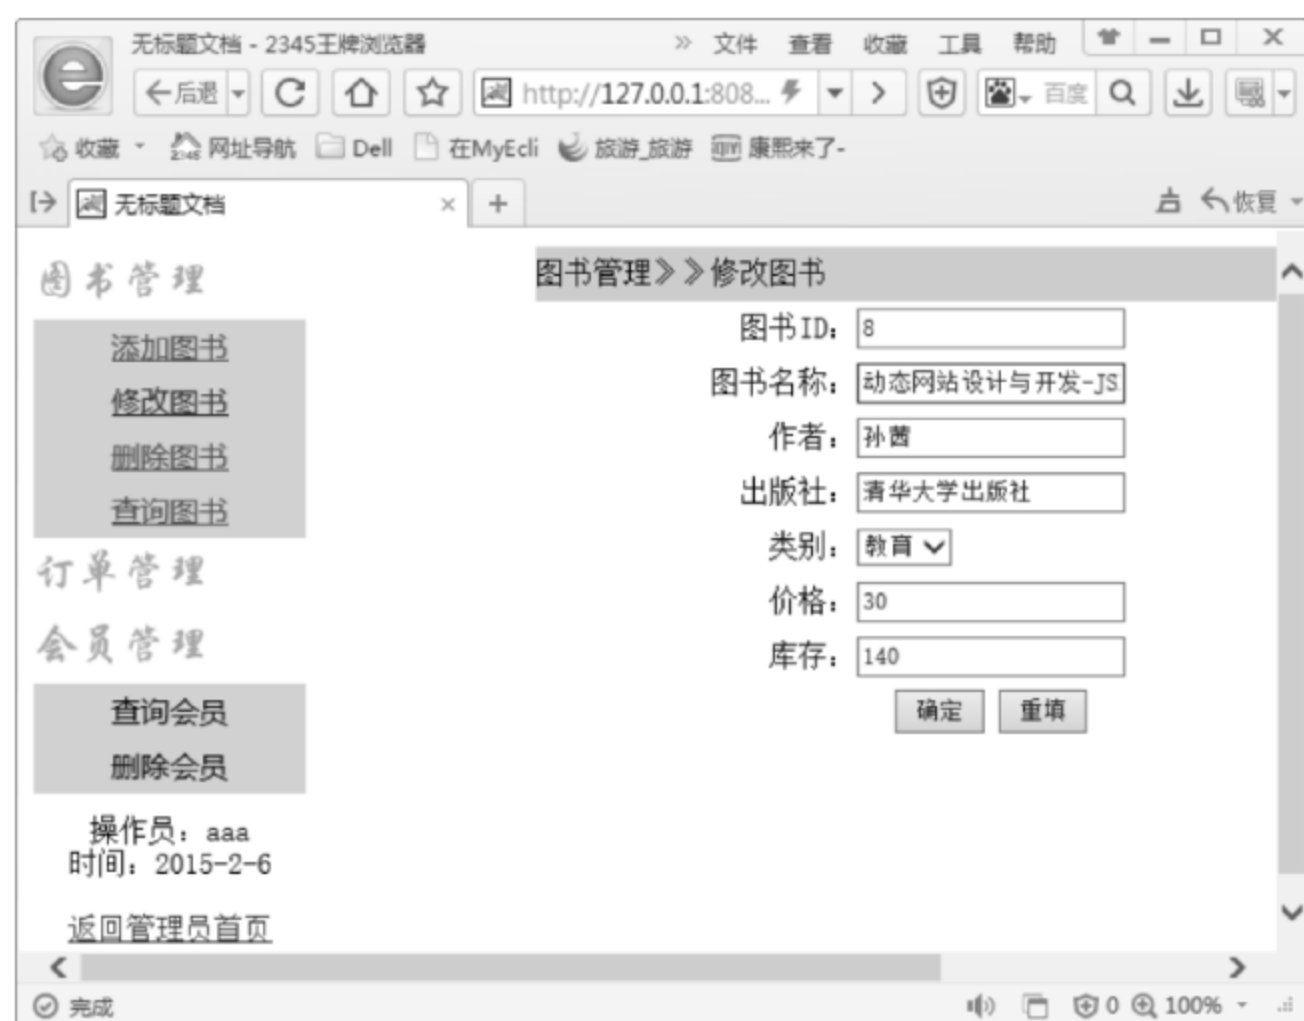 无标题文档 - 2345王牌浏览器 » 文件 查看 收藏 工具 帮助
后退 http://127.0.0.1:808... 百度
收藏 网址导航 Dell 在MyEcli 旅游_旅游 康熙来了-
无标题文档 × + 恢复
图书管理
添加图书
修改图书
删除图书
查询图书
订单管理
会员管理
查询会员
删除会员
操作员：aaa
时间：2015-2-6
返回管理员首页
图书管理》》修改图书
图书ID： 8
图书名称： 动态网站设计与开发-JS
作者： 孙茜
出版社： 清华大学出版社
类别： 教育
价格： 30
库存： 140
确定 重填
完成 0 100%